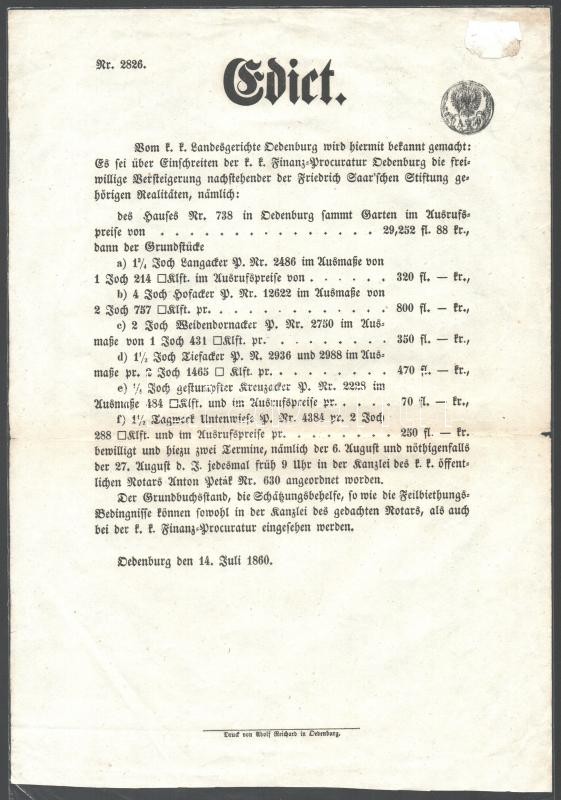 Nr. 2826.
Edict.
Vom k. k. Landesgerichte Oedenburg wird hiermit bekannt gemacht:
Es sei über Einschreiten der k. k. Finanz-Procuratur Oedenburg die frei-
willige Versteigerung nachstehender der Friedrich Saar'schen Stiftung ge-
hörigen Realitäten, nämlich:
des Hauses Nr. 738 in Oedenburg sammt Garten im Ausrufs-
preise von . . . . . . . . . . . . . . . 29,252 fl. 88 kr.,
dann der Grundstücke
a) 1 2/4 Joch Langacker P. Nr. 2486 im Ausmaße von
1 Joch 214 □Klft. im Ausrufspreise von . . . . . . 320 fl. — kr.,
b) 4 Joch Hofacker P. Nr. 12622 im Ausmaße von
2 Joch 757 □Klft. pr. . . . . . . . . . . . . 800 fl. — kr.,
c) 2 Joch Weidendornacker P. Nr. 2750 im Aus-
maße von 1 Joch 431 □Klft. pr. . . . . . . . . 350 fl. — kr.,
d) 1½ Joch Tiefacker P. N. 2936 und 2988 im Aus-
maße pr. 2 Joch 1465 □ Klft. pr. . . . . . . . . 470 fl. — kr.,
e) Joch gestumpfter Kreuzacker P. Nr. 2228 im
Ausmaße 484 □Klft. und im Ausrufspreise pr. . . . . 70 fl. — kr.,
f) 1½ Tagwerk Untenwiese P. Nr. 4384 pr. 2 Joch
288 □Klft. und im Ausrufspreise pr. . . . . . . . 250 fl. — kr.
bewilligt und hiezu zwei Termine, nämlich der 6. August und nöthigenfalls
der 27. August d. J. jedesmal früh 9 Uhr in der Kanzlei des k. k. öffent-
lichen Notars Anton Peták Nr. 630 angeordnet worden.
Der Grundbuchsstand, die Schätzungsbehelfe, so wie die Feilbiethungs-
Bedingnisse können sowohl in der Kanzlei des gedachten Notars, als auch
bei der k. k. Finanz-Procuratur eingesehen werden.
Oedenburg den 14. Juli 1860.
Druck von Adolf Reichard in Oedenburg.